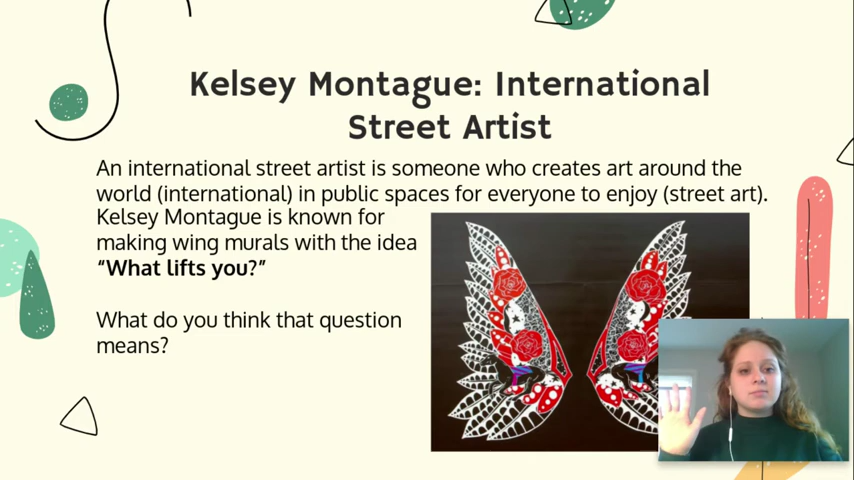 Kelsey Montague: International
Street Artist
An international street artist is someone who creates art around the
world (international) in public spaces for everyone to enjoy (street art).
Kelsey Montague is known for
making wing murals with the idea
“What lifts you?”
What do you think that question
means?